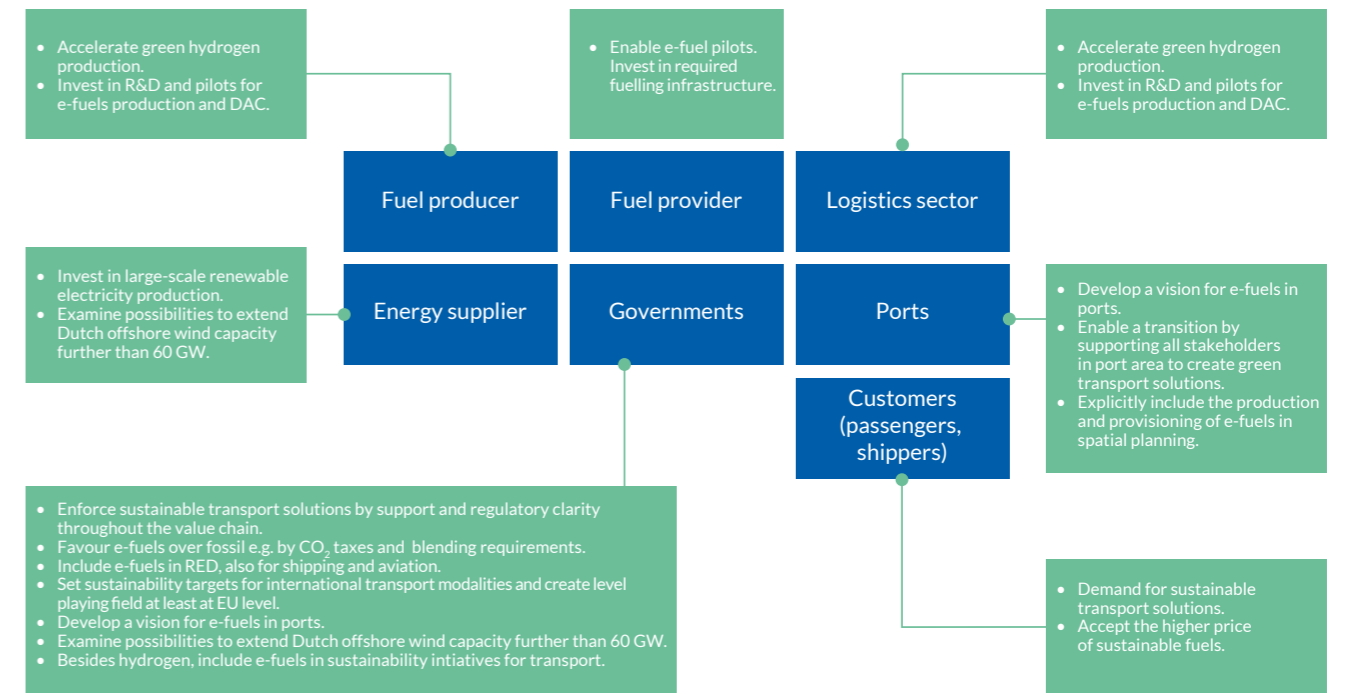 • Accelerate green hydrogen
production.
• Invest in R&D and pilots for
e-fuels production and DAC.
• Enable e-fuel pilots.
Invest in required
fuelling infrastructure.
• Accelerate green hydrogen
production.
• Invest in R&D and pilots for
e-fuels production and DAC.
Fuel producer
Fuel provider
Logistics sector
• Invest in large-scale renewable
electricity production.
• Examine possibilities to extend
Dutch offshore wind capacity
further than 60 GW.
Energy supplier
Governments
Ports
• Develop a vision for e-fuels in
ports.
• Enable a transition by
supporting all stakeholders
in port area to create green
transport solutions.
• Explicitly include the production
and provisioning of e-fuels in
spatial planning.
Customers
(passengers,
shippers)
• Enforce sustainable transport solutions by support and regulatory clarity
throughout the value chain.
• Favour e-fuels over fossil e.g. by CO₂ taxes and blending requirements.
• Include e-fuels in RED, also for shipping and aviation.
• Set sustainability targets for international transport modalities and create level
playing field at least at EU level.
• Develop a vision for e-fuels in ports.
• Examine possibilities to extend Dutch offshore wind capacity further than 60 GW.
• Besides hydrogen, include e-fuels in sustainability intiatives for transport.
• Demand for sustainable
transport solutions.
• Accept the higher price
of sustainable fuels.